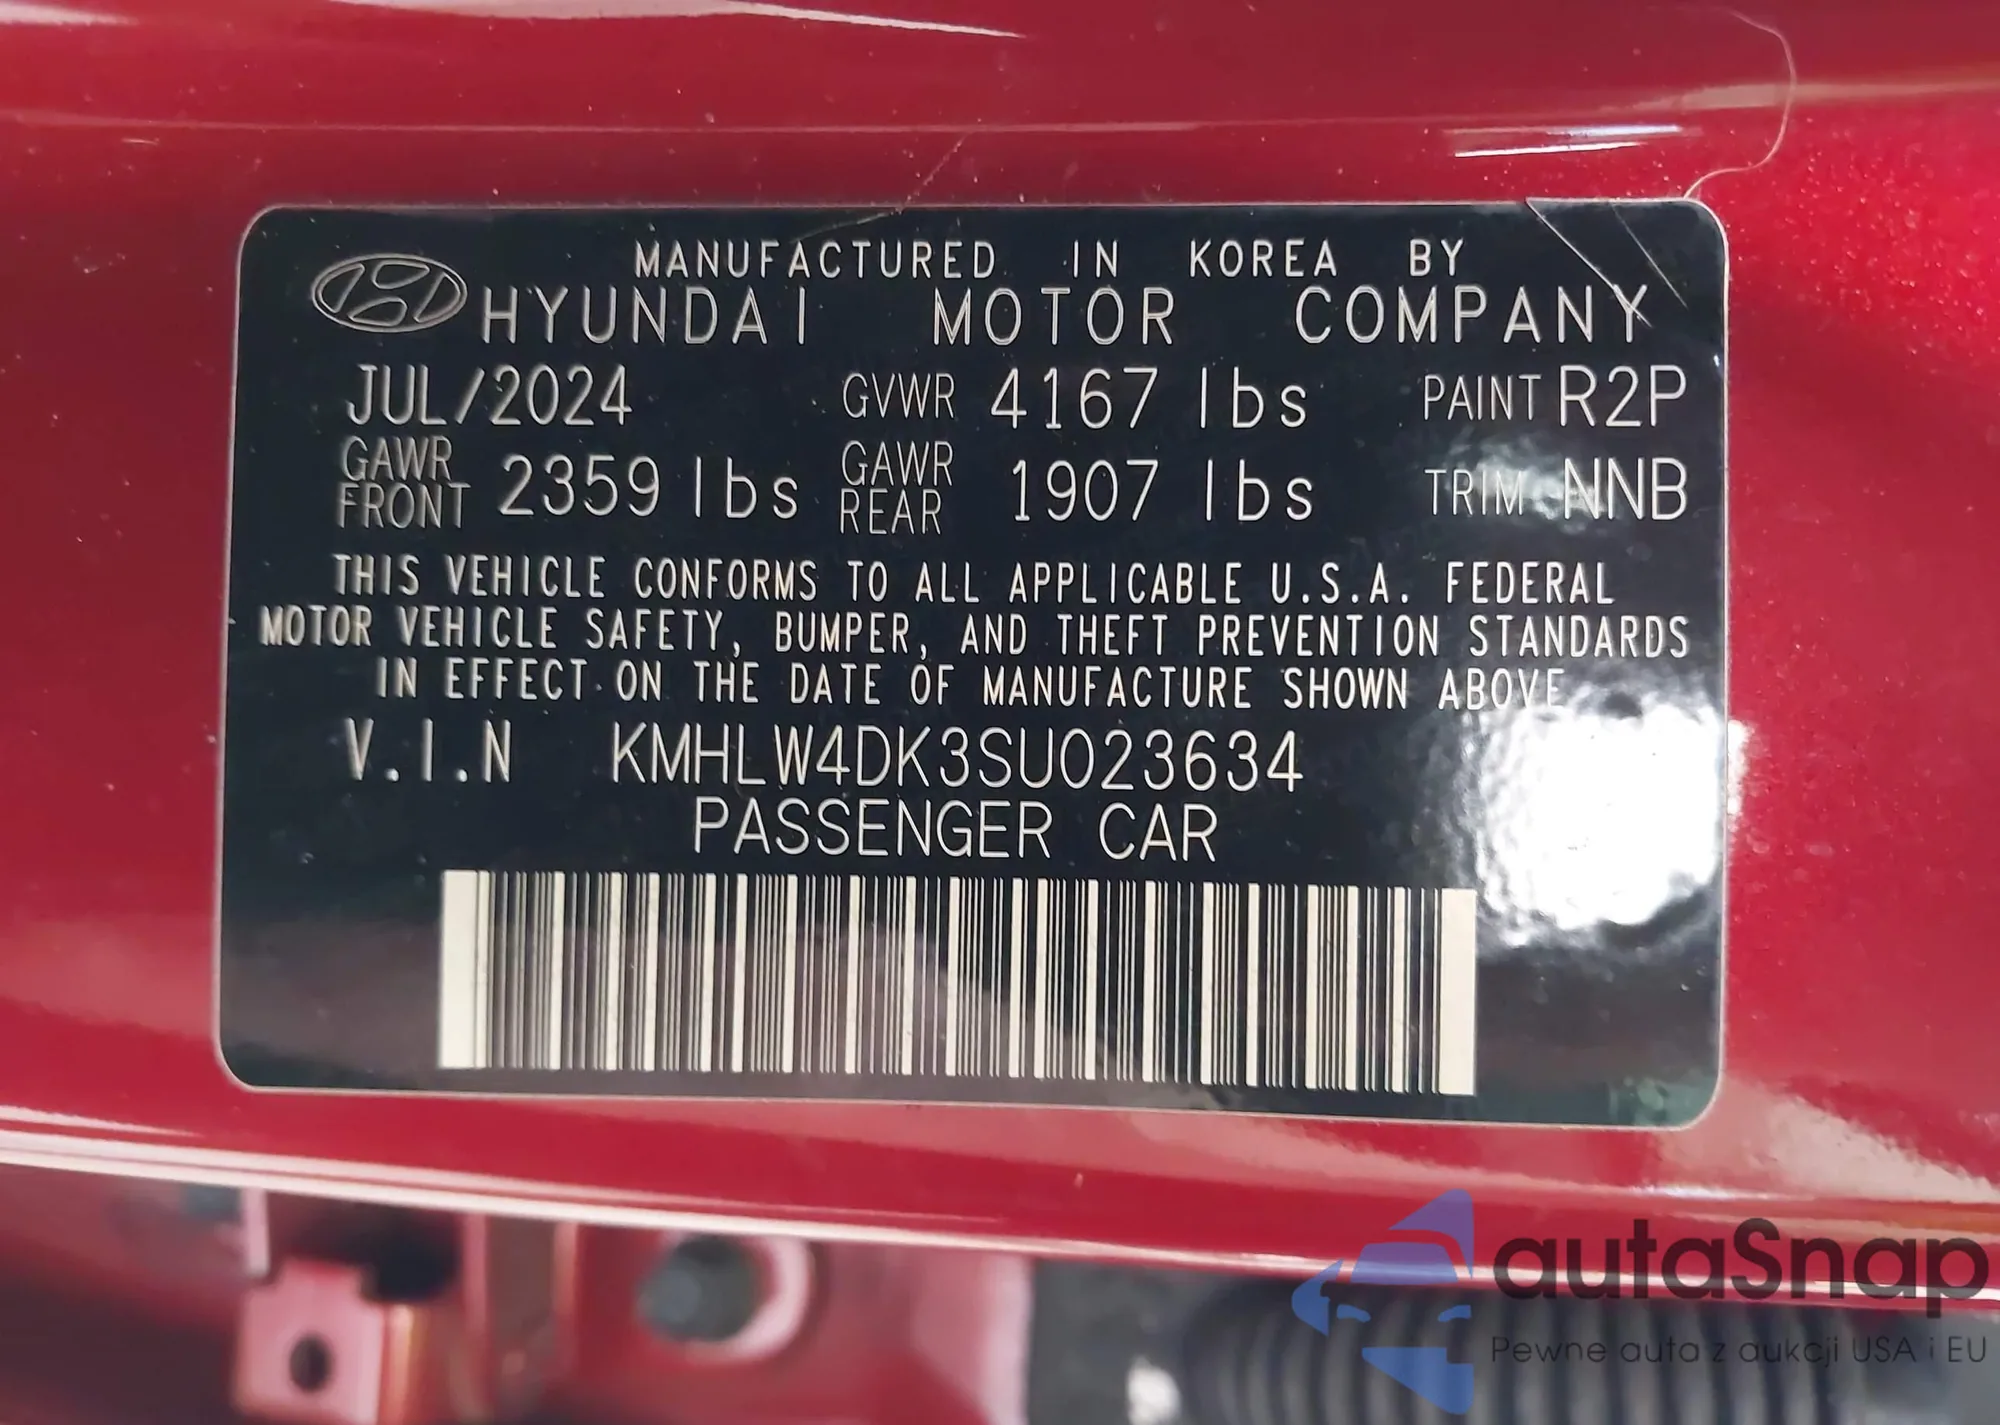 MANUFACTURED IN KOREA BY
HYUNDAI MOTOR COMPANY
JUL/2024 GVWR 4167 lbs PAINT R2P
GAWR FRONT 2359 lbs GAWR REAR 1907 lbs TRIM NNB
THIS VEHICLE CONFORMS TO ALL APPLICABLE U.S.A. FEDERAL
MOTOR VEHICLE SAFETY, BUMPER, AND THEFT PREVENTION STANDARDS
IN EFFECT ON THE DATE OF MANUFACTURE SHOWN ABOVE
V.I.N KMHLW4DK3SU023634
PASSENGER CAR
autaSnap
Pewne auta z aukcji USA i EU